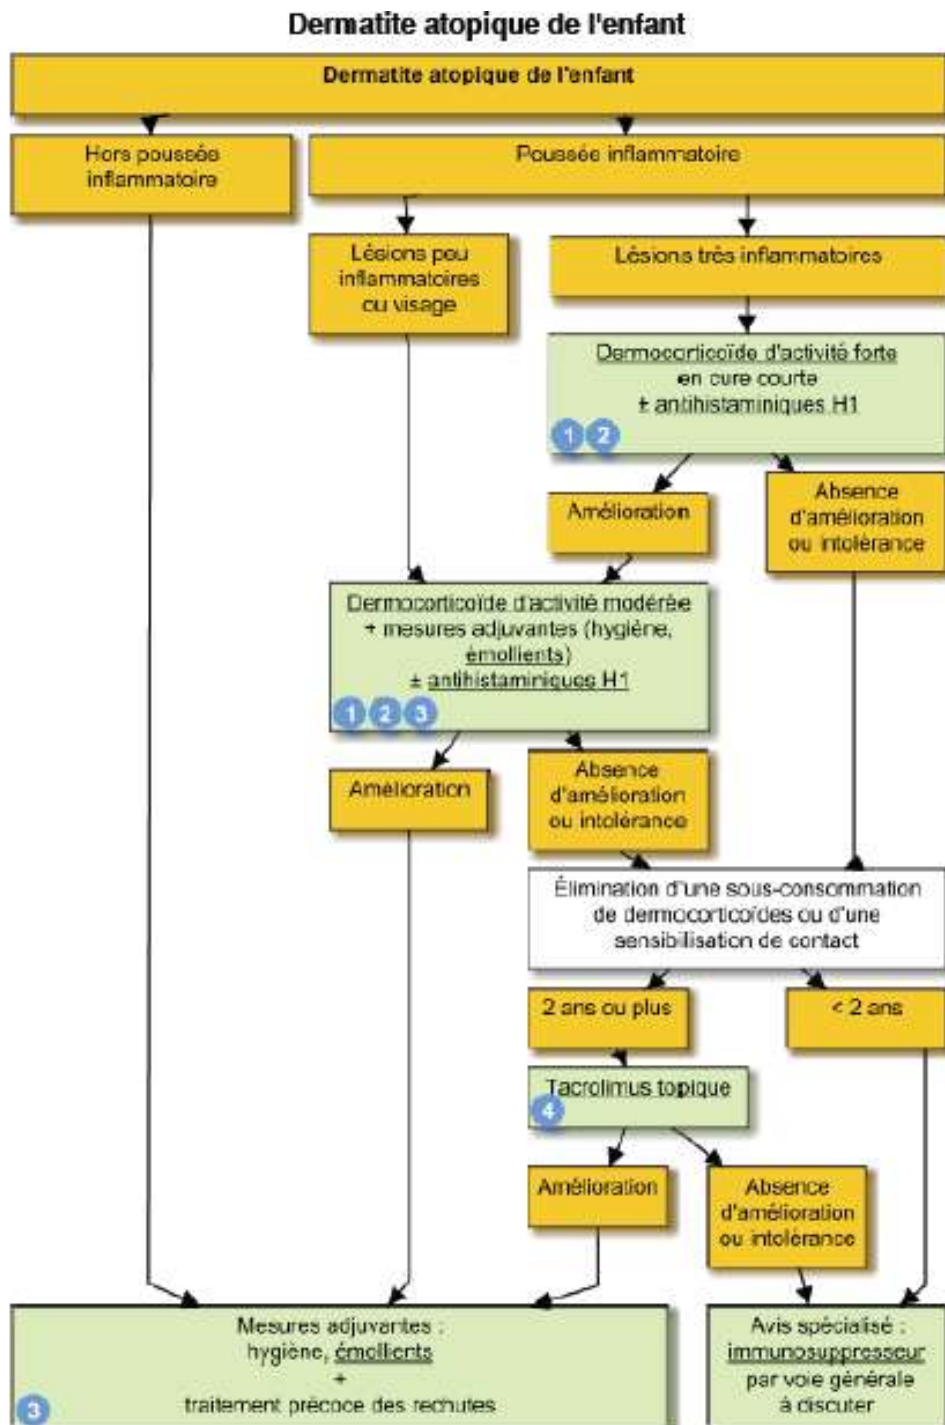 Dermatite atopique de l'enfant
Dermatite atopique de l'enfant
Hors poussée
inflammatoire
Poussée inflammatoire
Lésions peu
inflammatoires
ou visage
Lésions très inflammatoires
Dermocorticoïde d'activité forte
en cure courte
± antihistaminiques H1
1 2
Amélioration
Absence
d'amélioration
ou intolérance
Dermocorticoïde d'activité modérée
+ mesures adjuvantes (hygiène,
émollients)
± antihistaminiques H1
1 2 3
Amélioration
Absence
d'amélioration
ou intolérance
Élimination d'une sous-consommation
de dermocorticoïdes ou d'une
sensibilisation de contact
2 ans ou plus
< 2 ans
Tacrolimus topique
4
Amélioration
Absence
d'amélioration
ou intolérance
Mesures adjuvantes :
hygiène, émollients
+
traitement précoce des rechutes
3
Avis spécialisé :
immunosuppresseur
par voie générale
à discuter